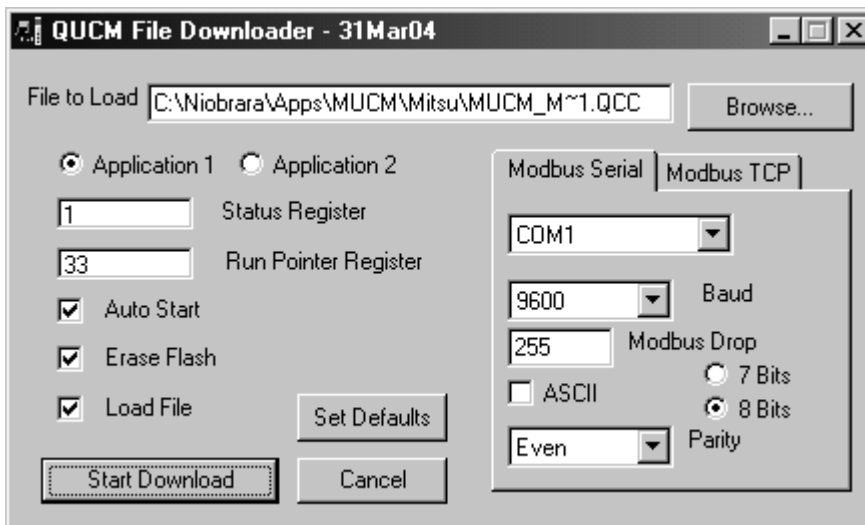 QUCM File Downloader - 31Mar04
File to Load C:\Niobrara\Apps\MUCM\Mitsu\MUCM_M~1.QCC Browse...
Application 1 Application 2
1 Status Register
33 Run Pointer Register
Auto Start
Erase Flash
Load File
Set Defaults
Start Download Cancel
Modbus Serial Modbus TCP
COM1
9600 Baud
255 Modbus Drop
ASCII
7 Bits
8 Bits
Even Parity